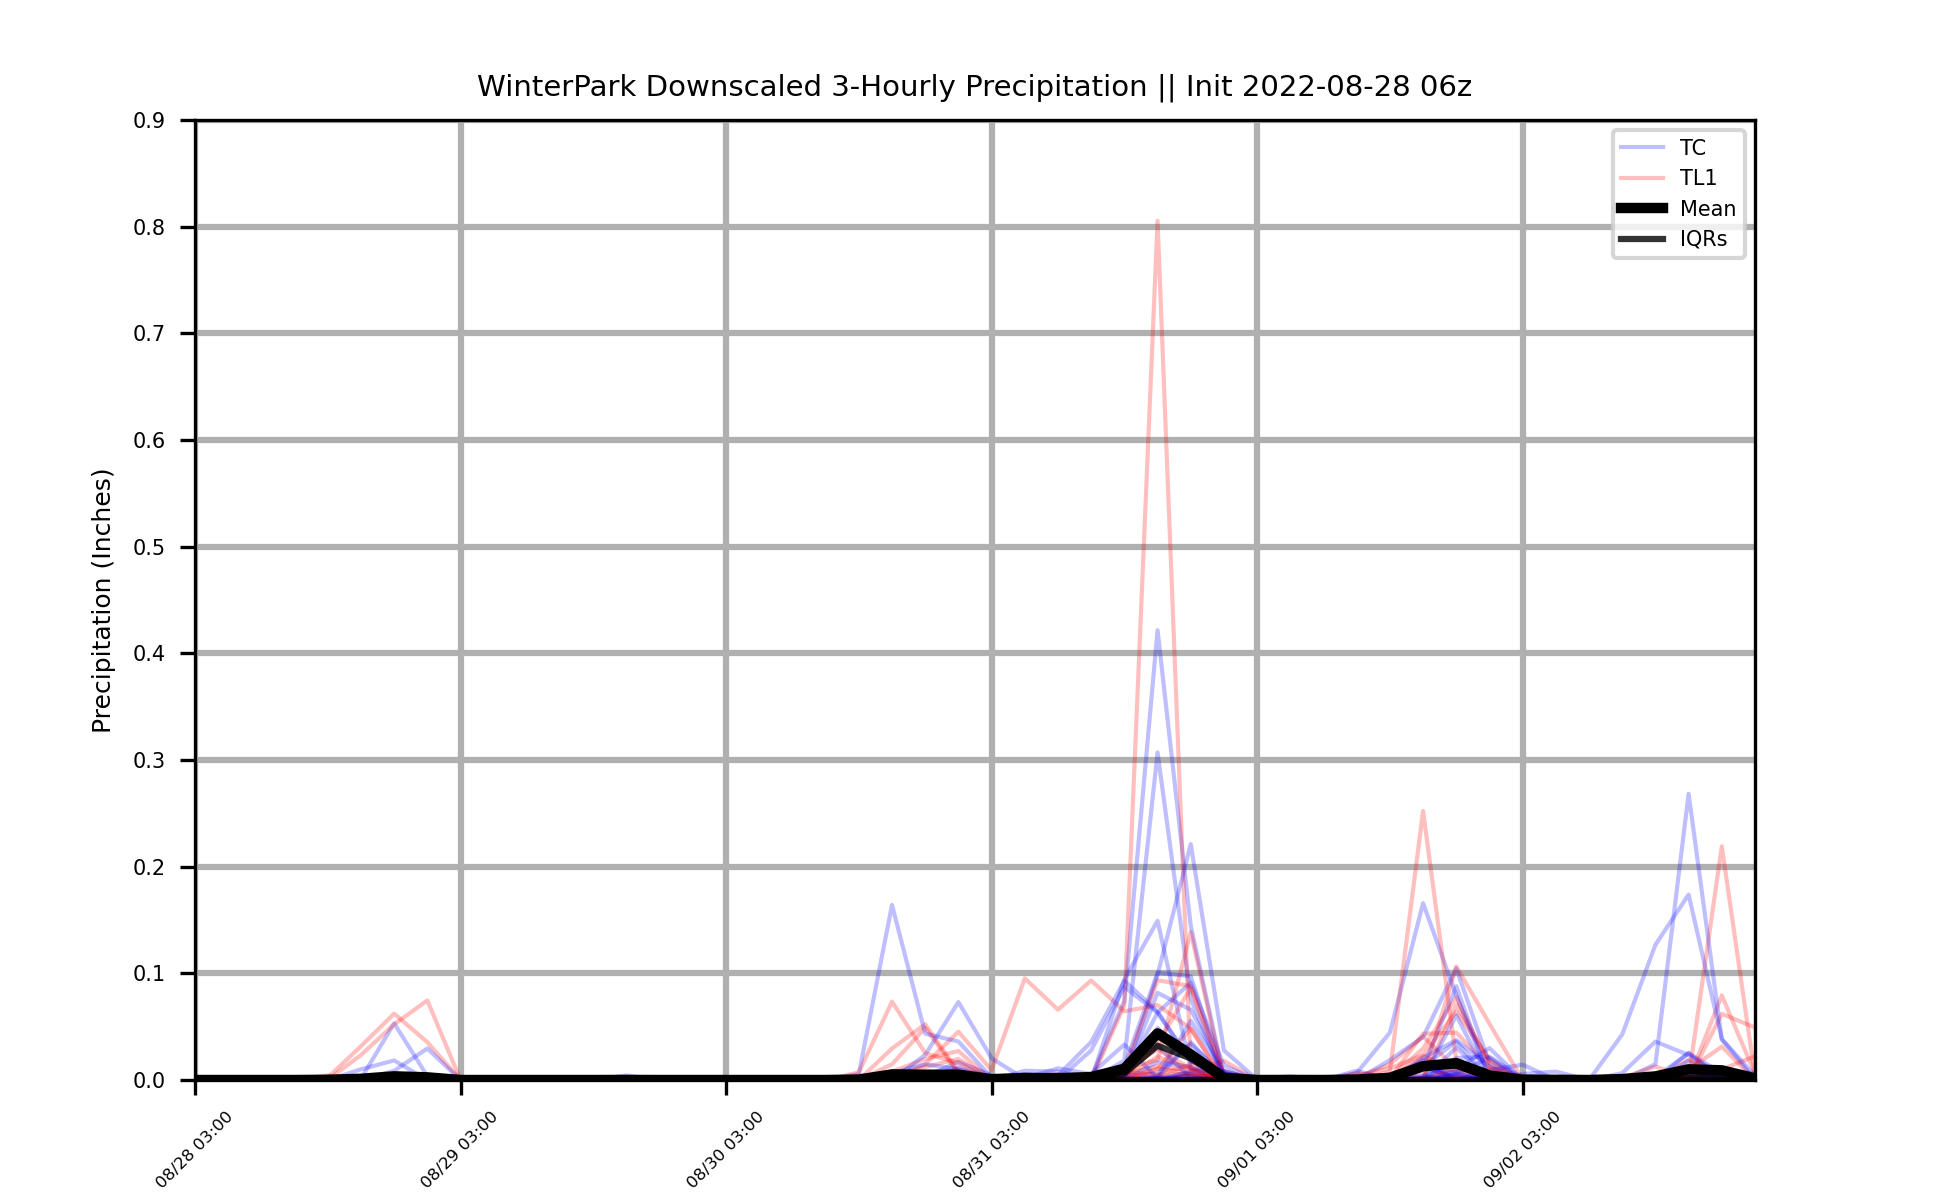 WinterPark Downscaled 3-Hourly Precipitation || Init 2022-08-28 06z
TC
TL1
Mean
IQRs
Precipitation (Inches)
0.9
0.8
0.7
0.6
0.5
0.4
0.3
0.2
0.1
0.0
08/28 03:00
08/29 03:00
08/30 03:00
08/31 03:00
09/01 03:00
09/02 03:00